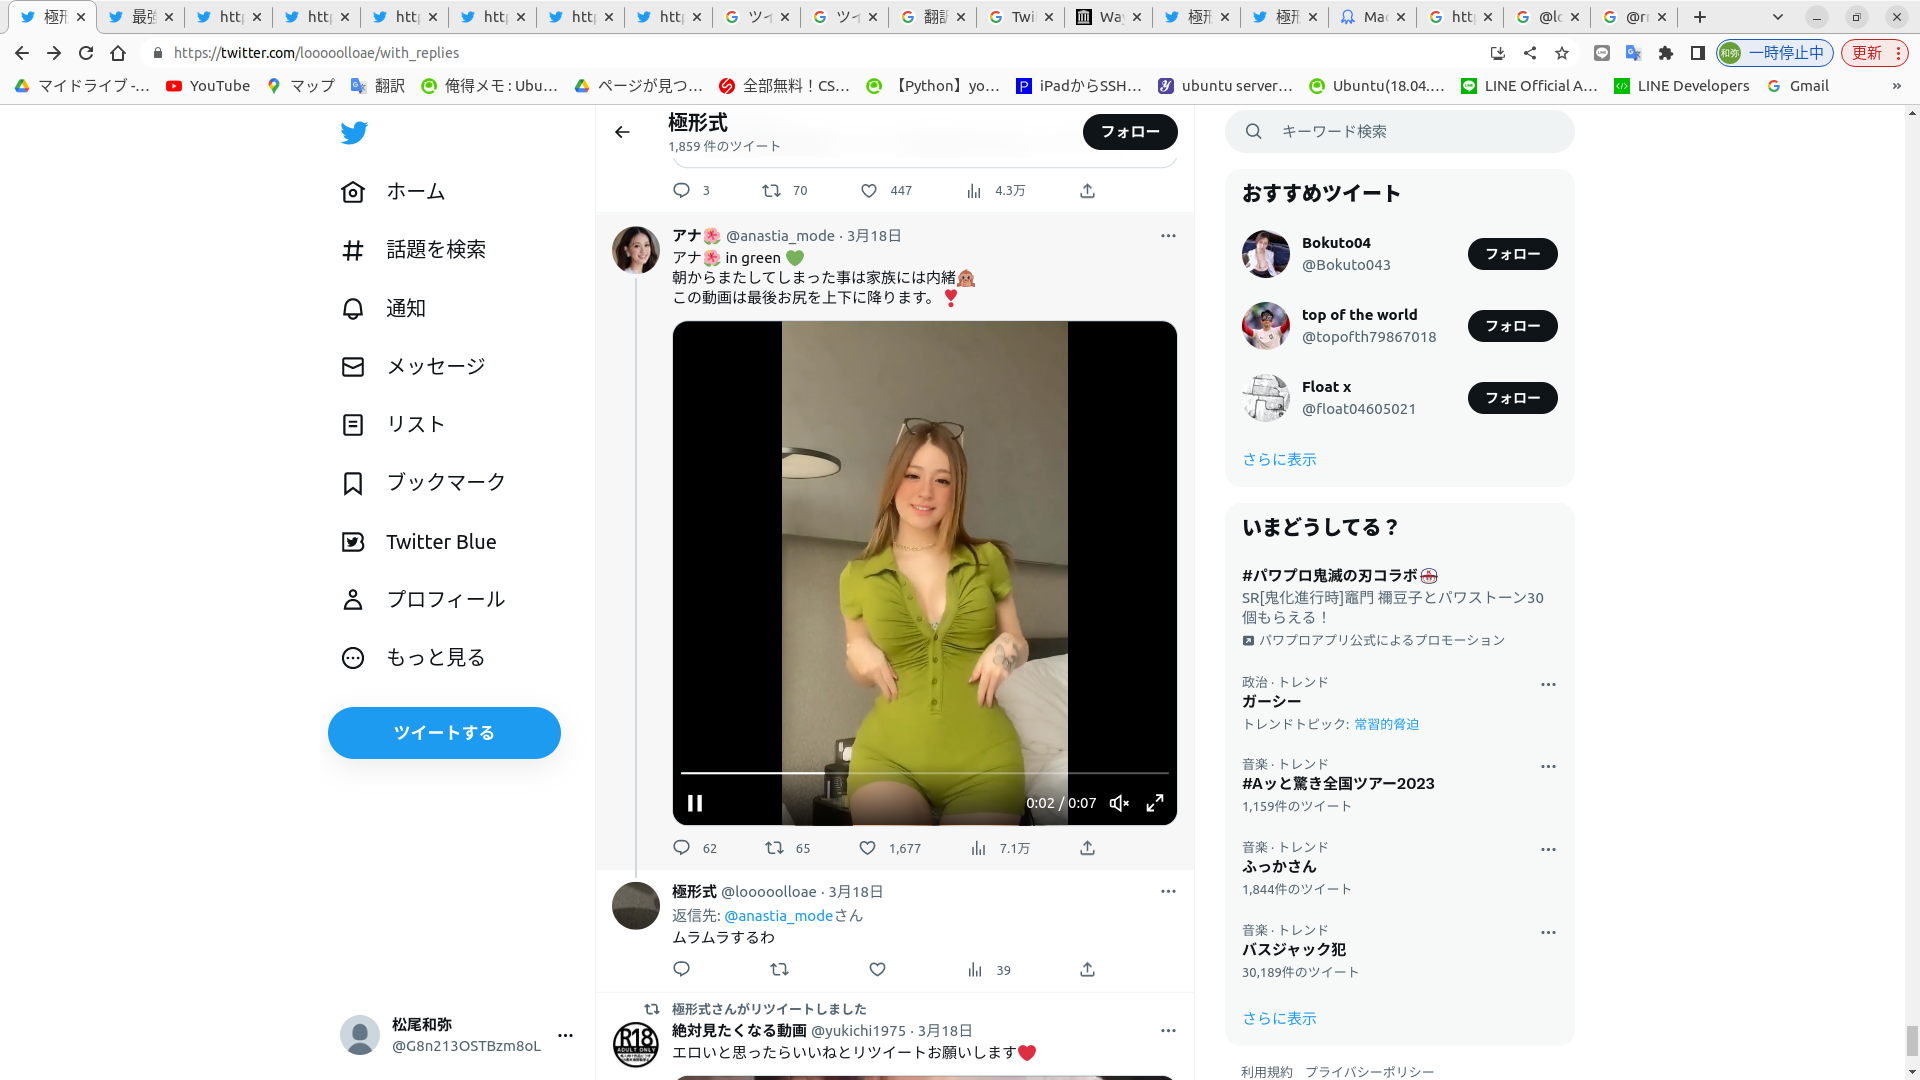 極形
最強
http
http
http
http
http
http
ツイ
ツイ
翻訳
Twi
Way
極形
極形
Mac
http
@lo
https://twitter.com/looooolloae/with_replies
和弥 一時停止中
更新
マイドライブ -...
YouTube
マップ
翻訳
俺得メモ : Ubu...
ページが見つ...
全部無料！CS...
【Python】yo...
iPadからSSH...
ubuntu server...
Ubuntu(18.04....
LINE Official A...
LINE Developers
Gmail
»
ホーム
話題を検索
通知
メッセージ
リスト
ブックマーク
Twitter Blue
プロフィール
もっと見る
ツイートする
松尾和弥
@G8n213OSTBzm8oL
極形式
1,859 件のツイート
フォロー
3 70 447 4.3万
アナ🌺 @anastia_mode · 3月18日
アナ🌺 in green 💚
朝からまたしてしまった事は家族には内緒🙊
この動画は最後お尻を上下に降ります。❣
0:02 / 0:07
62 65 1,677 7.1万
極形式 @looooolloae · 3月18日
返信先: @anastia_modeさん
ムラムラするわ
39
極形式さんがリツイートしました
絶対見たくなる動画 @yukichi1975 · 3月18日
R18
ADULT ONLY
エロいと思ったらいいねとリツイートお願いします❤
キーワード検索
おすすめツイート
Bokuto04
@Bokuto043
フォロー
top of the world
@topofth79867018
フォロー
Float x
@float04605021
フォロー
さらに表示
いまどうしてる？
#パワプロ鬼滅の刃コラボ
SR[鬼化進行時]竈門 禰豆子とパワストーン30
個もらえる！
パワプロアプリ公式によるプロモーション
政治 · トレンド
ガーシー
トレンドトピック: 常習的脅迫
音楽 · トレンド
#Aッと驚き全国ツアー2023
1,159件のツイート
音楽 · トレンド
ふっかさん
1,844件のツイート
音楽 · トレンド
バスジャック犯
30,189件のツイート
さらに表示
利用規約 プライバシーポリシー